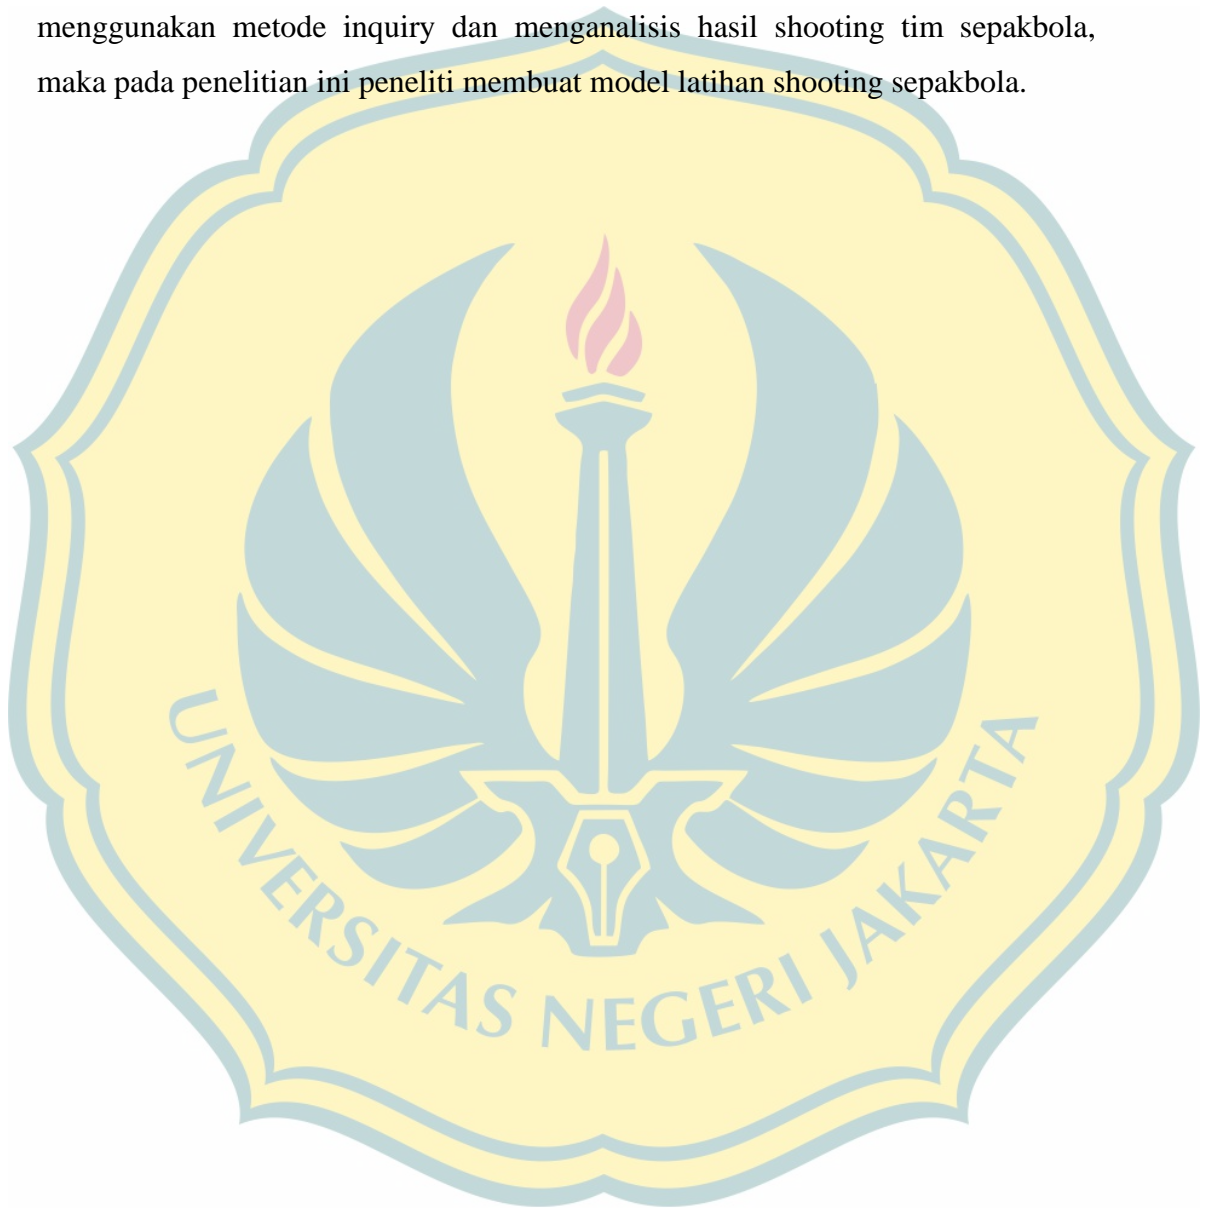 menggunakan metode inquiry dan menganalisis hasil shooting tim sepakbola,
maka pada penelitian ini peneliti membuat model latihan shooting sepakbola.
UNIVERSITAS NEGERI JAKARTA